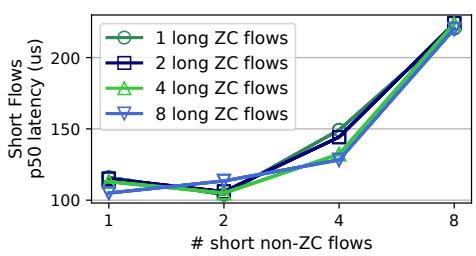 Short Flows
p50 latency (us)
200
150
100
1 long ZC flows
2 long ZC flows
4 long ZC flows
8 long ZC flows
1
2
4
8
# short non-ZC flows